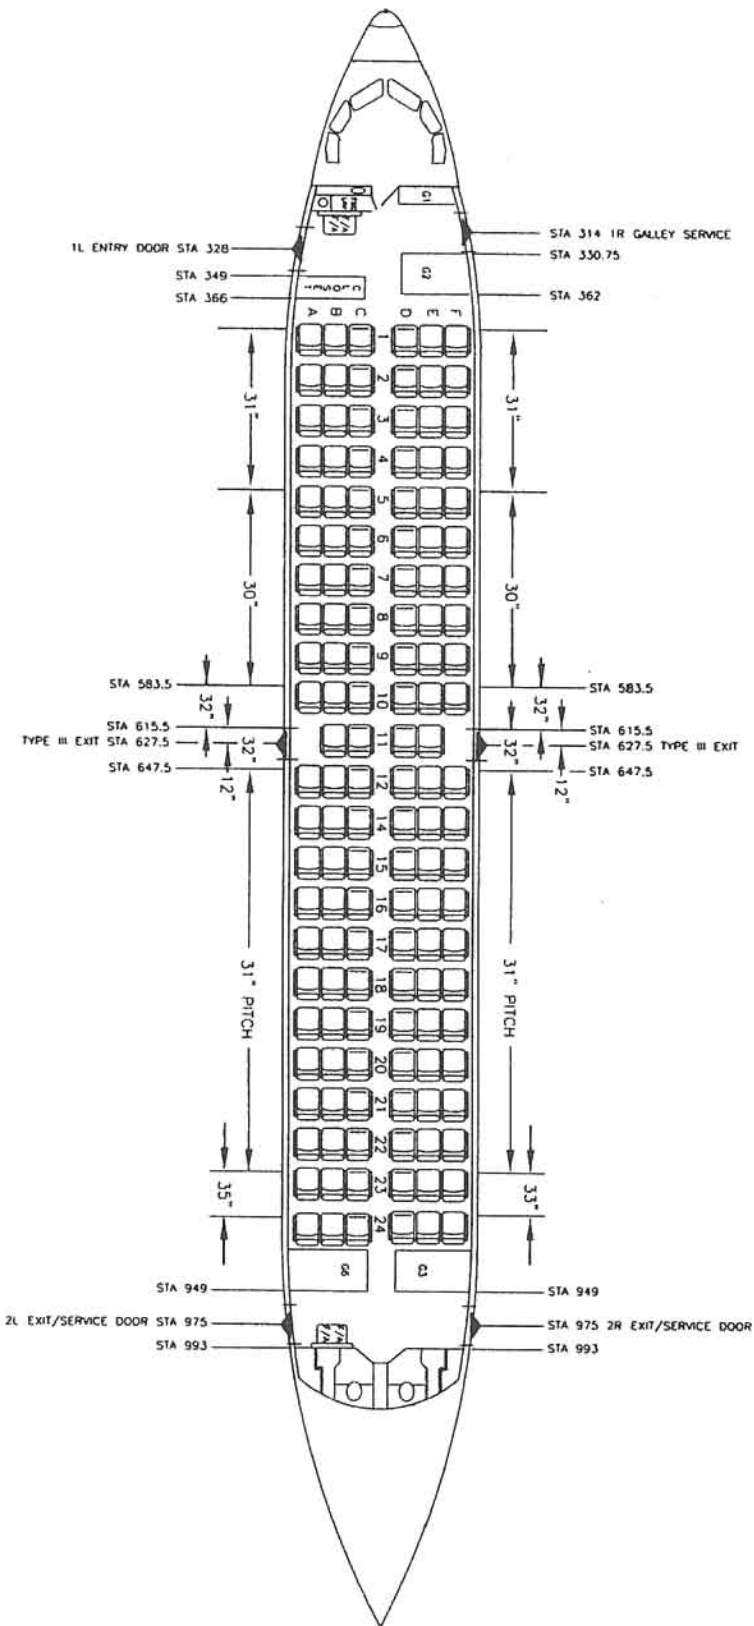 G1
F/A
STA 314 1R GALLEY SERVICE
1L ENTRY DOOR STA 328
STA 330.75
STA 349
G2
CLOSET
STA 366
STA 362
A B C D E F
1
2
31" 3 31"
4
5
6
30" 7 30"
8
9
STA 583.5 10 STA 583.5
32" 32"
STA 615.5 STA 615.5
TYPE III EXIT STA 627.5 32" 11 32" STA 627.5 TYPE III EXIT
STA 647.5 STA 647.5
12" 12 12"
14
15
16
17
31" PITCH 18 31" PITCH
19
20
21
22
35" 23 33"
24
G6 G3
STA 949 STA 949
2L EXIT/SERVICE DOOR STA 975 STA 975 2R EXIT/SERVICE DOOR
F/A F/A
STA 993 STA 993